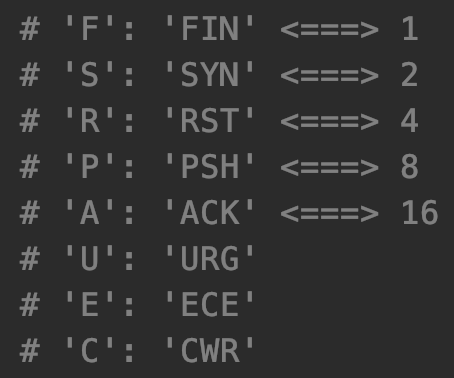 # 'F': 'FIN' <===> 1
# 'S': 'SYN' <===> 2
# 'R': 'RST' <===> 4
# 'P': 'PSH' <===> 8
# 'A': 'ACK' <===> 16
# 'U': 'URG'
# 'E': 'ECE'
# 'C': 'CWR'